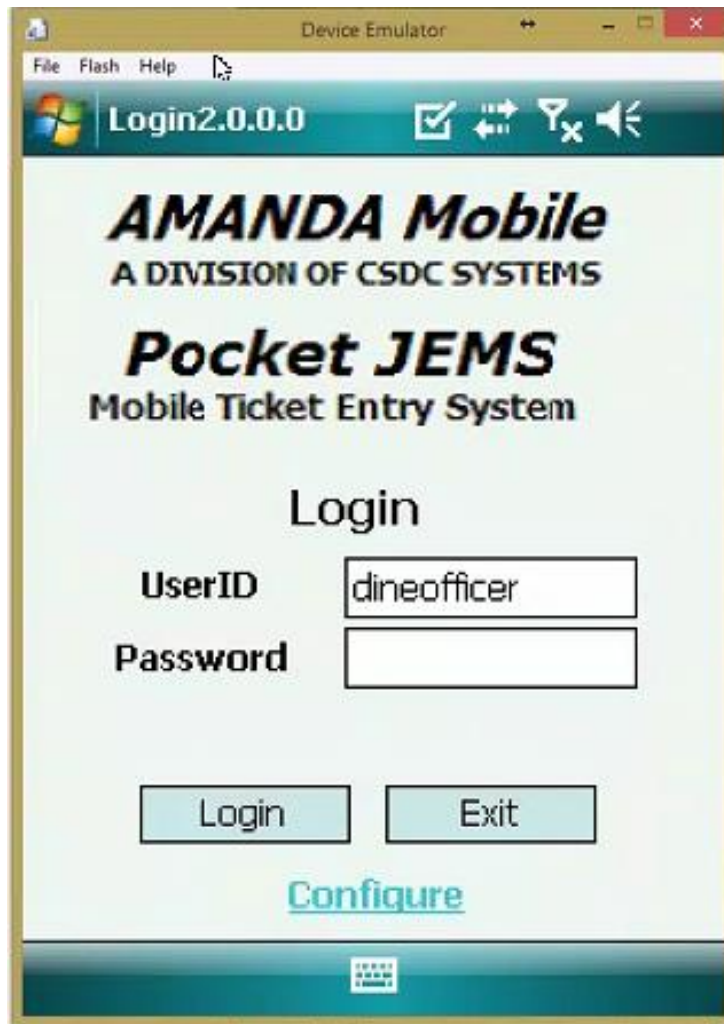 Device Emulator
File Flash Help
Login2.0.0.0
AMANDA Mobile
A DIVISION OF CSDC SYSTEMS
Pocket JEMS
Mobile Ticket Entry System
Login
UserID dineofficer
Password
Login Exit
Configure